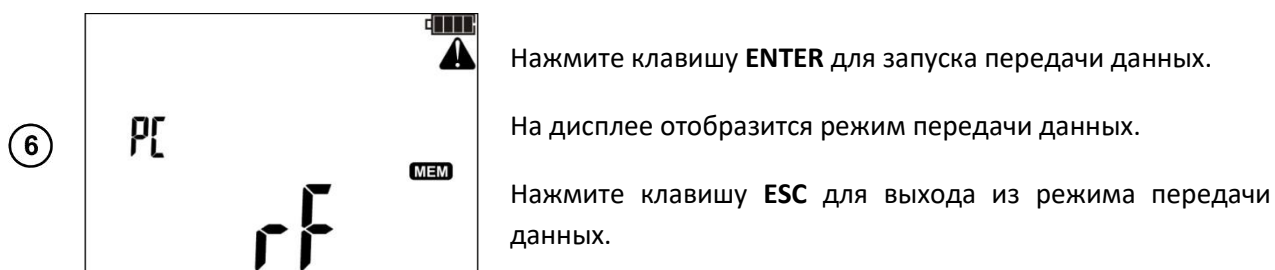 Нажмите клавишу ENTER для запуска передачи данных.
На дисплее отобразится режим передачи данных.
6
PC
MEM
rF
Нажмите клавишу ESC для выхода из режима передачи
данных.